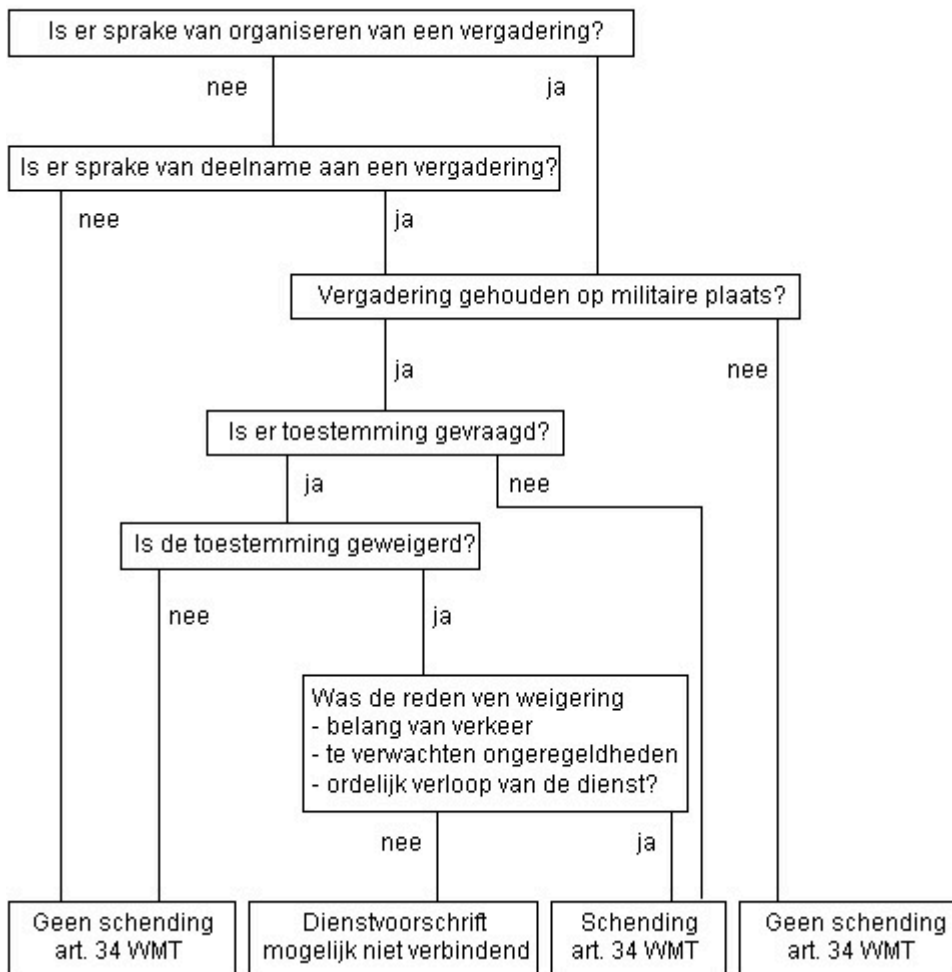 Is er sprake van organiseren van een vergadering?
nee
ja
Is er sprake van deelname aan een vergadering?
nee
ja
Vergadering gehouden op militaire plaats?
ja
nee
Is er toestemming gevraagd?
ja
nee
Is de toestemming geweigerd?
nee
ja
Was de reden ven weigering
- belang van verkeer
- te verwachten ongeregeldheden
- ordelijk verloop van de dienst?
nee
ja
Geen schending
art. 34 WMT
Dienstvoorschrift
mogelijk niet verbindend
Schending
art. 34 WMT
Geen schending
art. 34 WMT